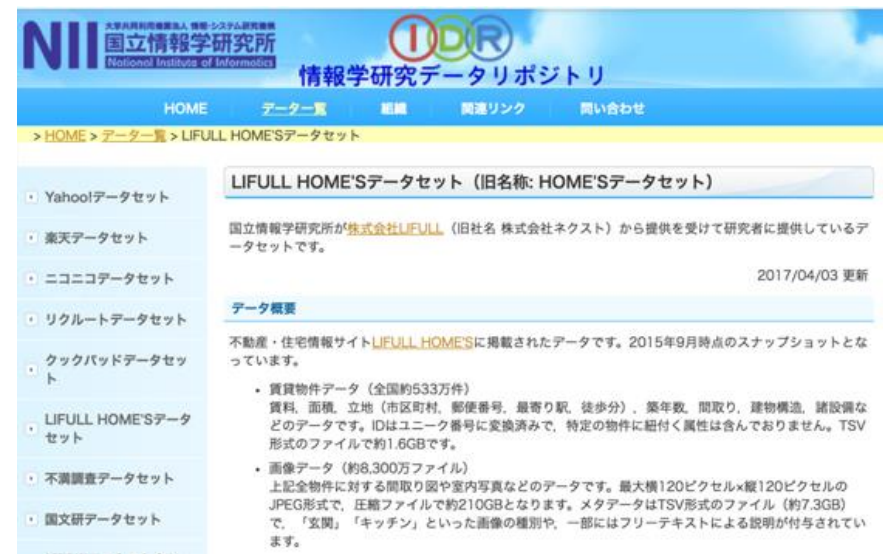 大学共同利用機関法人 情報・システム研究機構
NII 国立情報学研究所
National Institute of Informatics
IDR
情報学研究データリポジトリ
HOME データ一覧 組織 関連リンク 問い合わせ
> HOME > データ一覧 > LIFULL HOME'Sデータセット
Yahoo!データセット
楽天データセット
ニコニコデータセット
リクルートデータセット
クックパッドデータセッ
ト
LIFULL HOME'Sデータ
セット
不満調査データセット
国文研データセット
LIFULL HOME'Sデータセット（旧名称: HOME'Sデータセット）
国立情報学研究所が株式会社LIFULL（旧社名 株式会社ネクスト）から提供を受けて研究者に提供しているデ
ータセットです。
2017/04/03 更新
データ概要
不動産・住宅情報サイトLIFULL HOME'Sに掲載されたデータです。2015年9月時点のスナップショットとな
っています。
• 賃貸物件データ（全国約533万件）
賃料，面積，立地（市区町村，郵便番号，最寄り駅，徒歩分），築年数，間取り，建物構造，諸設備な
どのデータです。IDはユニーク番号に変換済みで，特定の物件に紐付く属性は含んでおりません。TSV
形式のファイルで約1.6GBです。
• 画像データ（約8,300万ファイル）
上記全物件に対する間取り図や室内写真などのデータです。最大横120ピクセル×縦120ピクセルの
JPEG形式で，圧縮ファイルで約210GBとなります。メタデータはTSV形式のファイル（約7.3GB）
で，「玄関」「キッチン」といった画像の種別や，一部にはフリーテキストによる説明が付与されてい
ます。